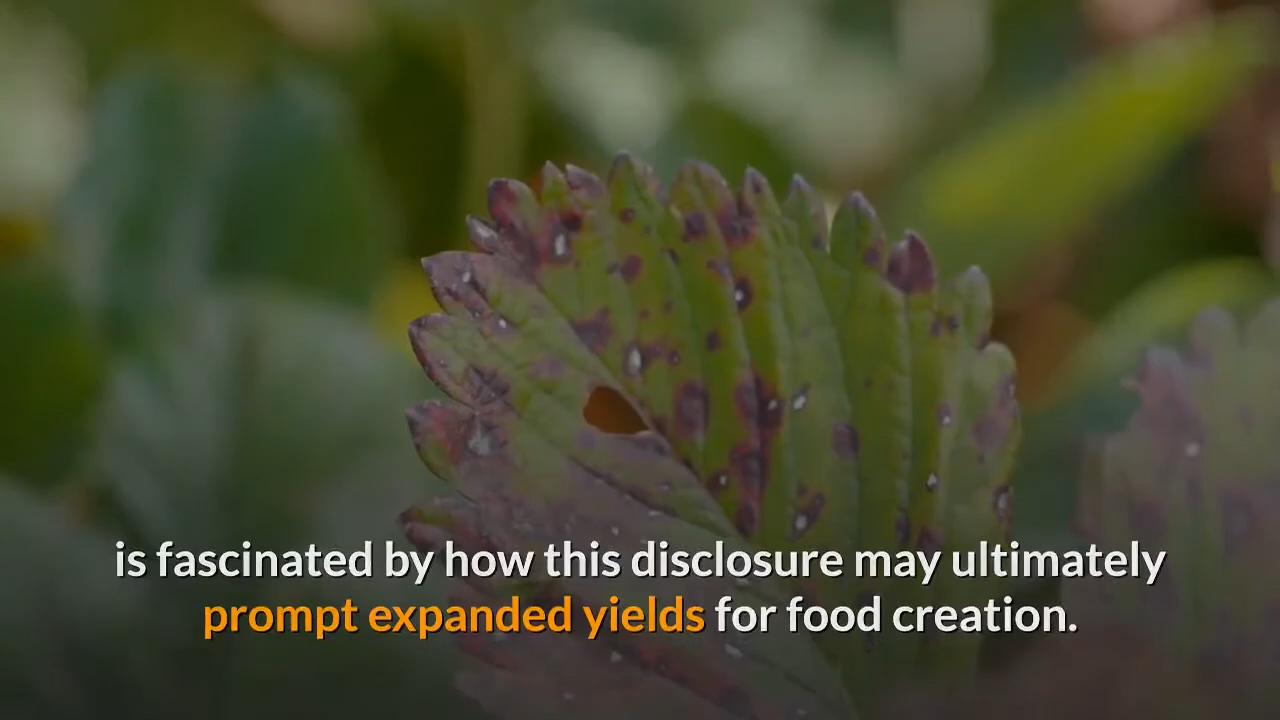 is fascinated by how this disclosure may ultimately
prompt expanded yields for food creation.